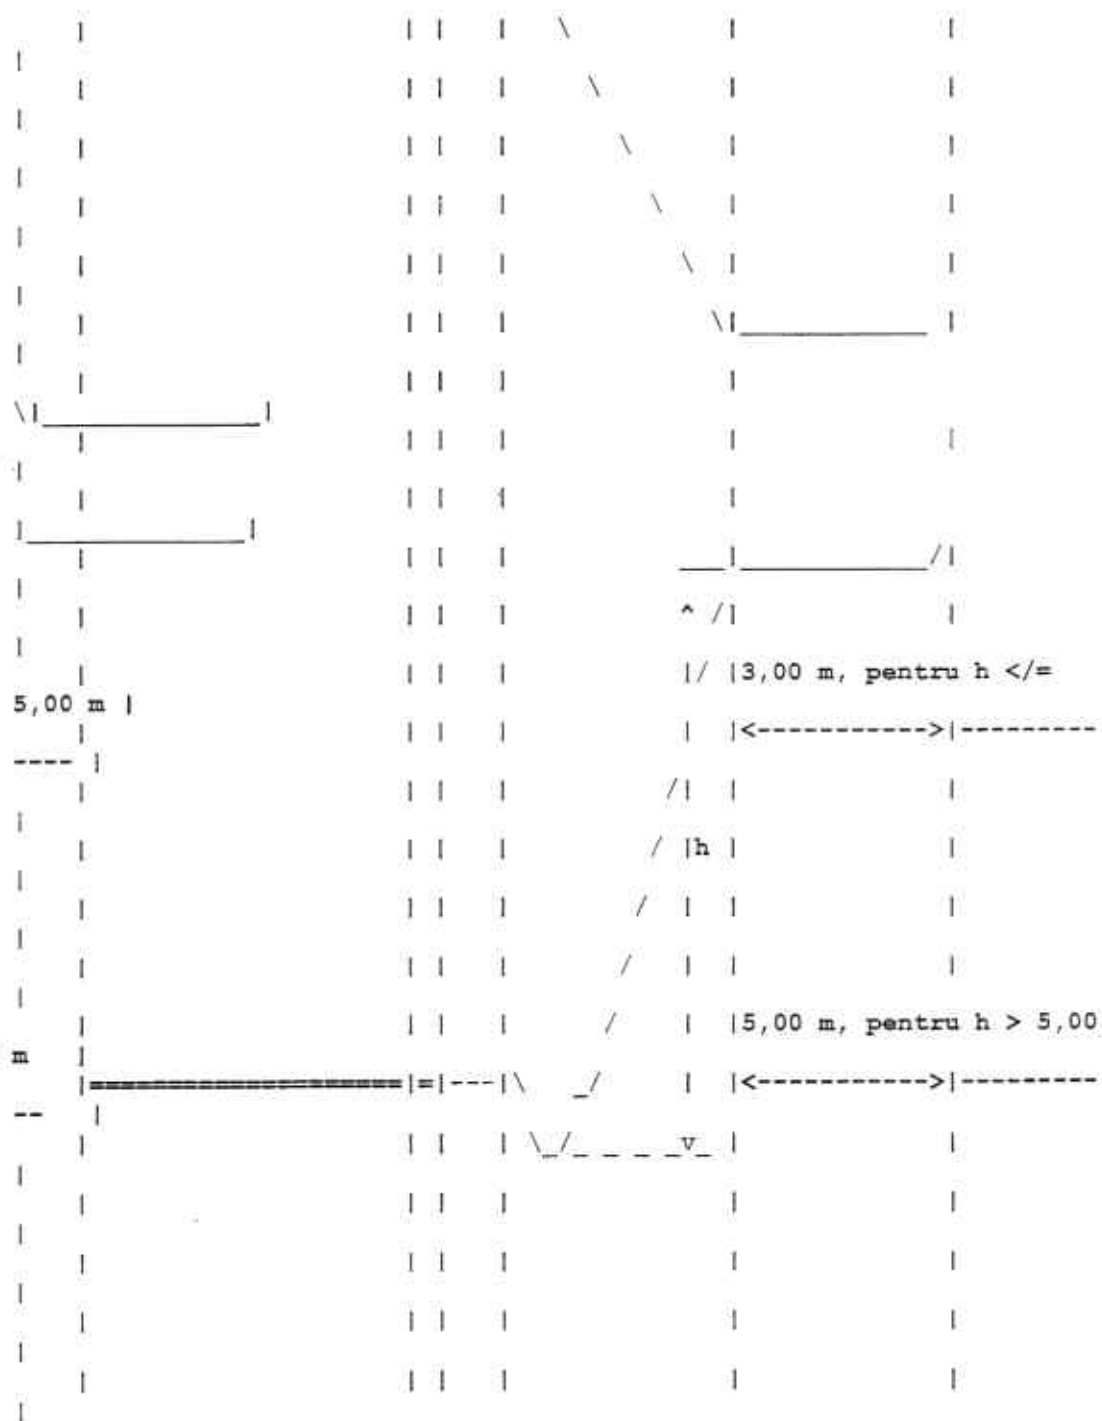 3,00 m, pentru h </=
5,00 m
h
5,00 m, pentru h > 5,00
m
v